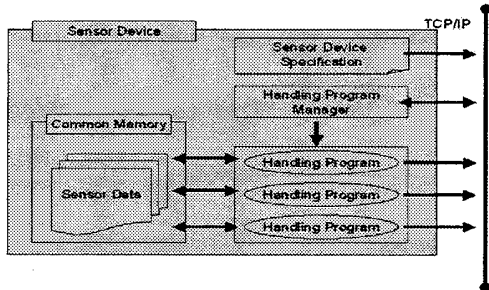 Sensor Device
TCP/IP
Sensor Device
Specification
Handling Program
Manager
Common Memory
Sensor Data
Handling Program
Handling Program
Handling Program